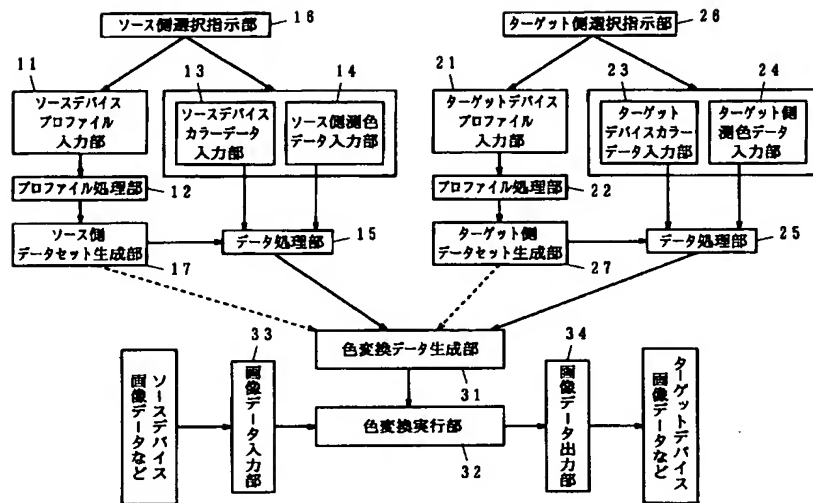 ソース側選択指示部
16
ターゲット側選択指示部
26
11
ソースデバイス
プロファイル
入力部
13
ソースデバイス
カラーデータ
入力部
14
ソース側測色
データ入力部
21
ターゲットデバイス
プロファイル
入力部
23
ターゲット
デバイスカラー
データ入力部
24
ターゲット側
測色データ
入力部
プロファイル処理部
12
プロファイル処理部
22
ソース側
データセット生成部
17
データ処理部
15
ターゲット側
データセット生成部
27
データ処理部
25
色変換データ生成部
31
ソースデバイス
画像データなど
33
画像データ入力部
色変換実行部
32
34
画像データ出力部
ターゲットデバイス
画像データなど